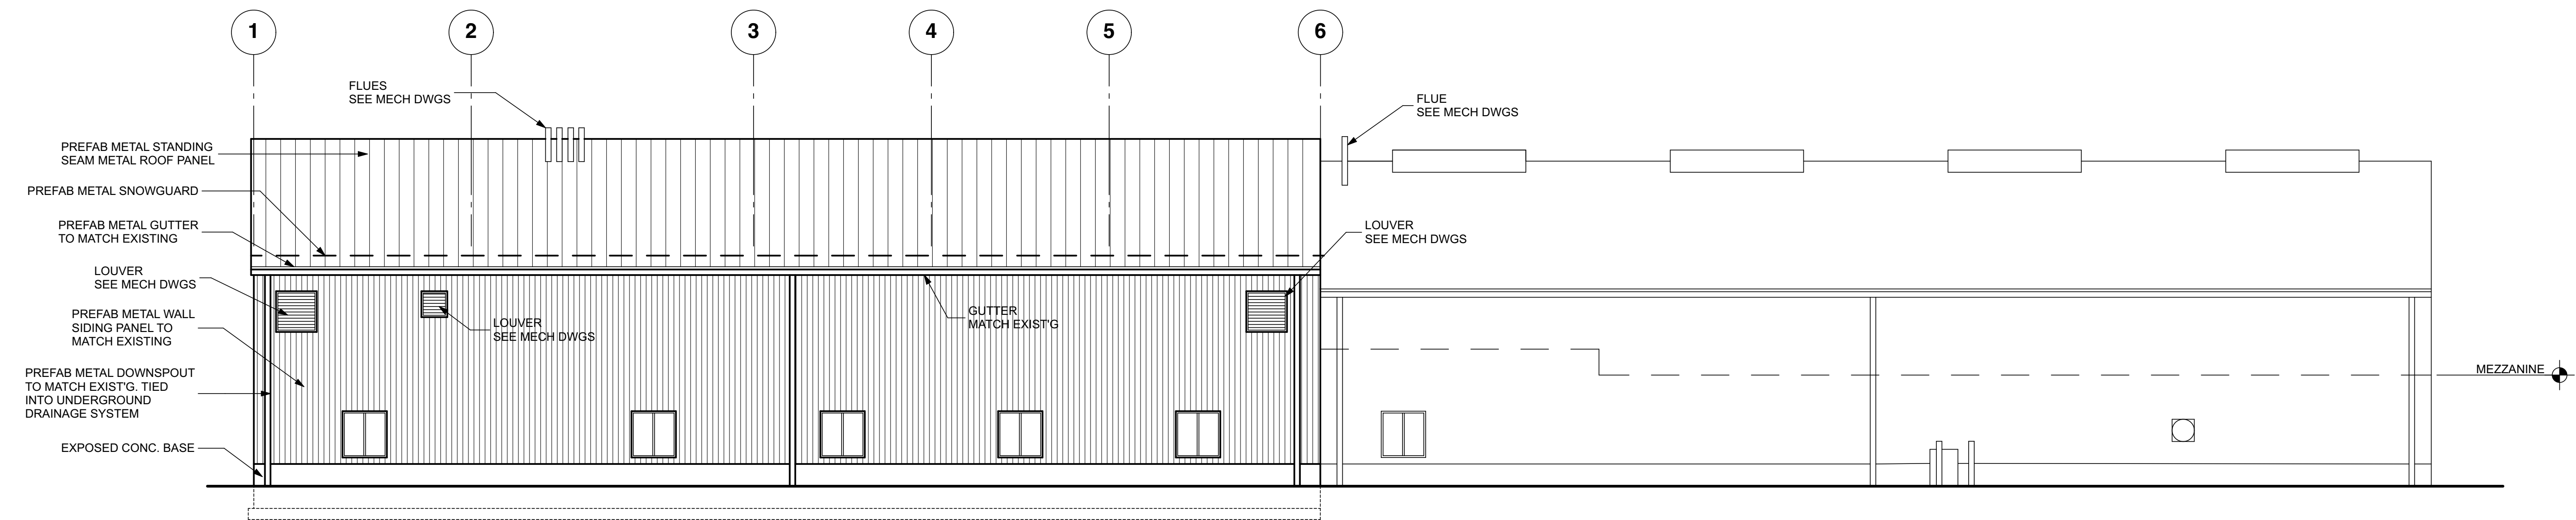 1
2
3
4
5
6
FLUES
SEE MECH DWGS
FLUE
SEE MECH DWGS
PREFAB METAL STANDING
SEAM METAL ROOF PANEL
PREFAB METAL SNOWGUARD
PREFAB METAL GUTTER
TO MATCH EXISTING
LOUVER
SEE MECH DWGS
LOUVER
SEE MECH DWGS
PREFAB METAL WALL
SIDING PANEL TO
MATCH EXISTING
LOUVER
SEE MECH DWGS
GUTTER
MATCH EXIST'G
PREFAB METAL DOWNSPOUT
TO MATCH EXIST'G. TIED
INTO UNDERGROUND
DRAINAGE SYSTEM
MEZZANINE
EXPOSED CONC. BASE